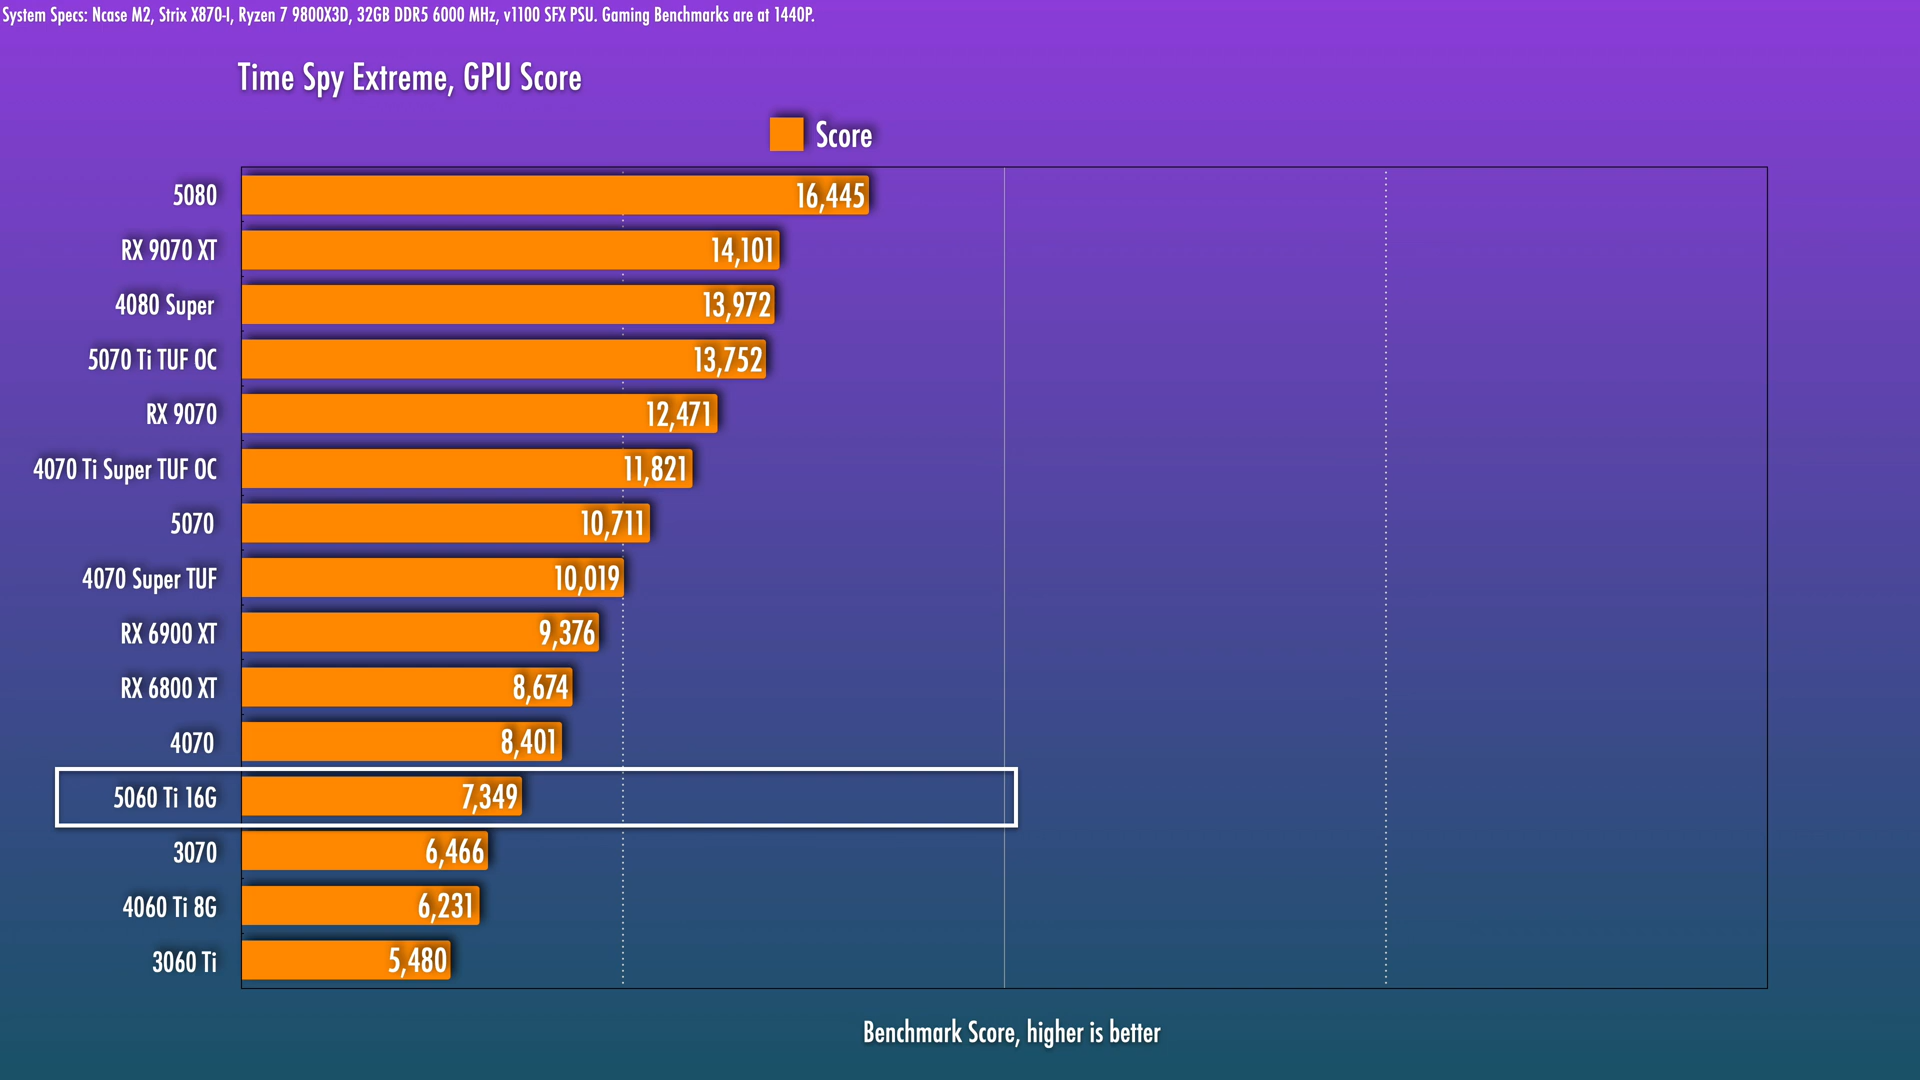 System Specs: Ncase M2, Strix X870-I, Ryzen 7 9800X3D, 32GB DDR5 6000 MHz, v1100 SFX PSU. Gaming Benchmarks are at 1440P.
Time Spy Extreme, GPU Score
Score
5080 16,445
RX 9070 XT 14,101
4080 Super 13,972
5070 Ti TUF OC 13,752
RX 9070 12,471
4070 Ti Super TUF OC 11,821
5070 10,711
4070 Super TUF 10,019
RX 6900 XT 9,376
RX 6800 XT 8,674
4070 8,401
5060 Ti 16G 7,349
3070 6,466
4060 Ti 8G 6,231
3060 Ti 5,480
Benchmark Score, higher is better